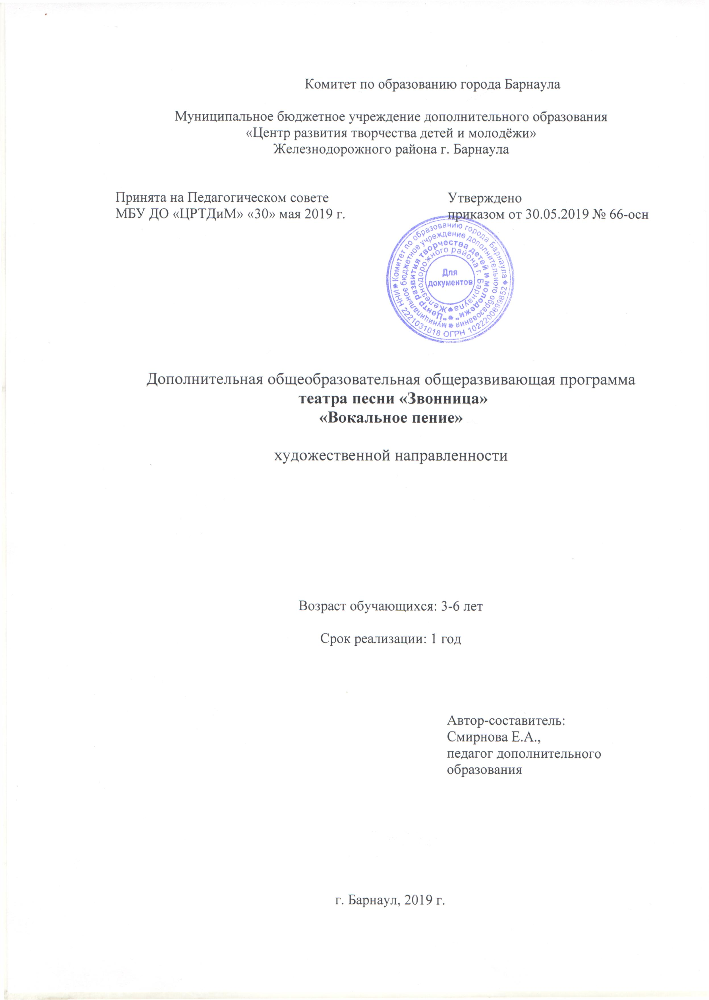 Комитет по образованию города Барнаула
Муниципальное бюджетное учреждение дополнительного образования
«Центр развития творчества детей и молодёжи»
Железнодорожного района г. Барнаула
Принята на Педагогическом совете
МБУ ДО «ЦРТДиМ» «30» мая 2019 г.
Утверждено
приказом от 30.05.2019 № 66-осн
Комитет по образованию города Барнаула * ИНН 2221031018 ОГРН 1022200899852 *
муниципальное бюджетное учреждение дополнительного образования *
"Центр развития творчества детей и молодежи" *
Железнодорожного района г. Барнаула *
Для
документов
Дополнительная общеобразовательная общеразвивающая программа
театра песни «Звонница»
«Вокальное пение»
художественной направленности
Возраст обучающихся: 3-6 лет
Срок реализации: 1 год
Автор-составитель:
Смирнова Е.А.,
педагог дополнительного
образования
г. Барнаул, 2019 г.